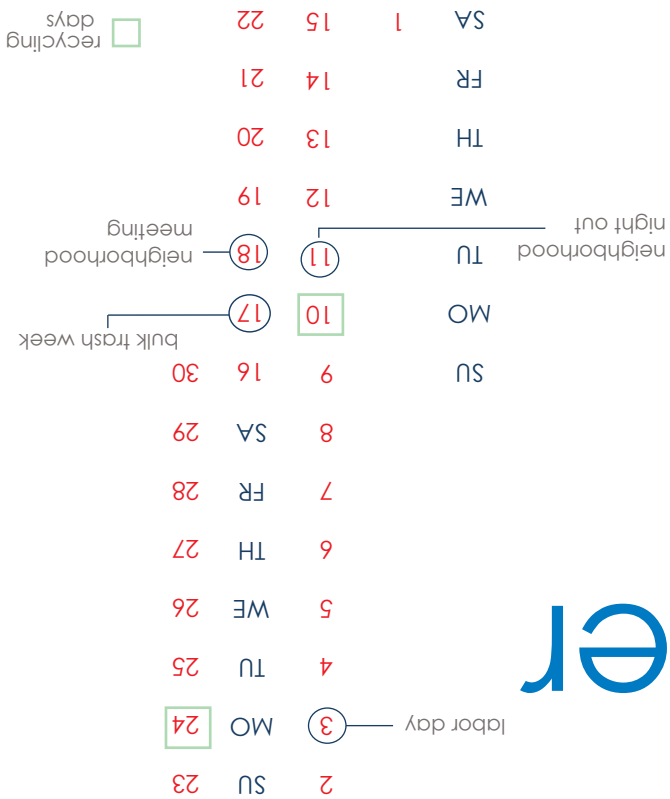 2 SU 23
labor day 3 MO 24
er
4 TU 25
5 WE 26
6 TH 27
7 FR 28
8 SA 29
SU 9 16 30
bulk trash week
MO 10 17
neighborhood
night out
TU 11 18
neighborhood
meeting
WE 12 19
TH 13 20
FR 14 21
SA 1 15 22
recycling
days